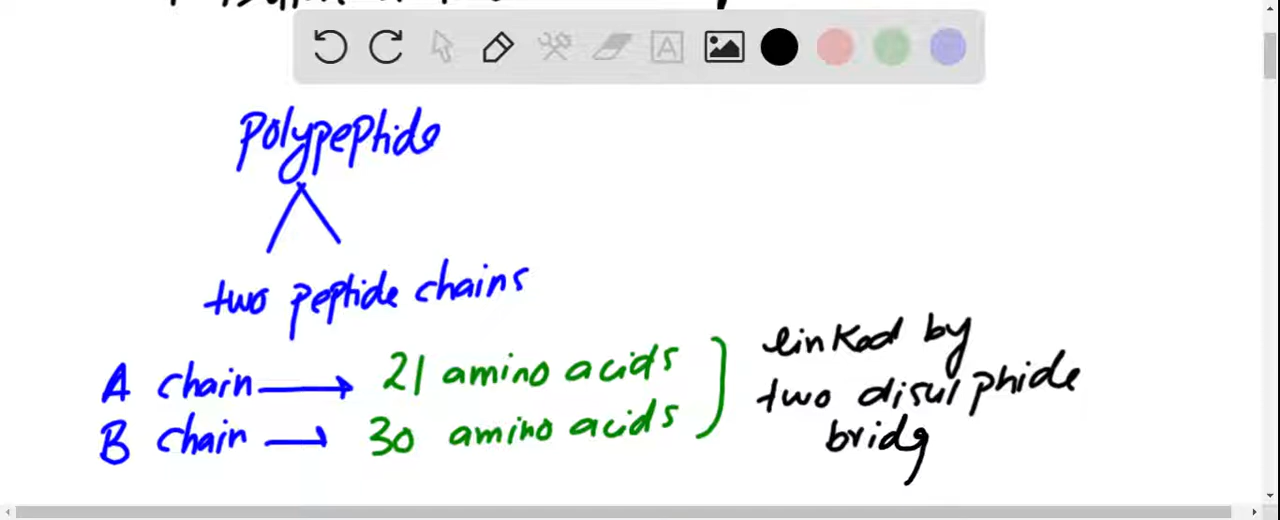 A
Polypeptide
two peptide chains
A chain → 21 amino acids
B chain → 30 amino acids
linked by
two disulphide
bridg